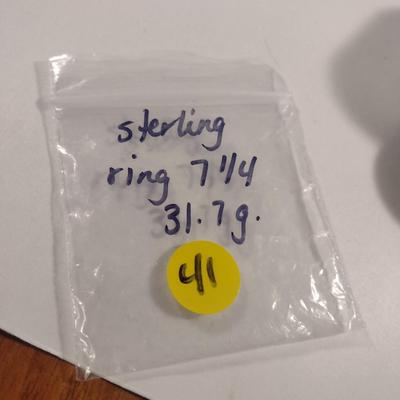 sterling
ring 7 1/4
31.7g.
41